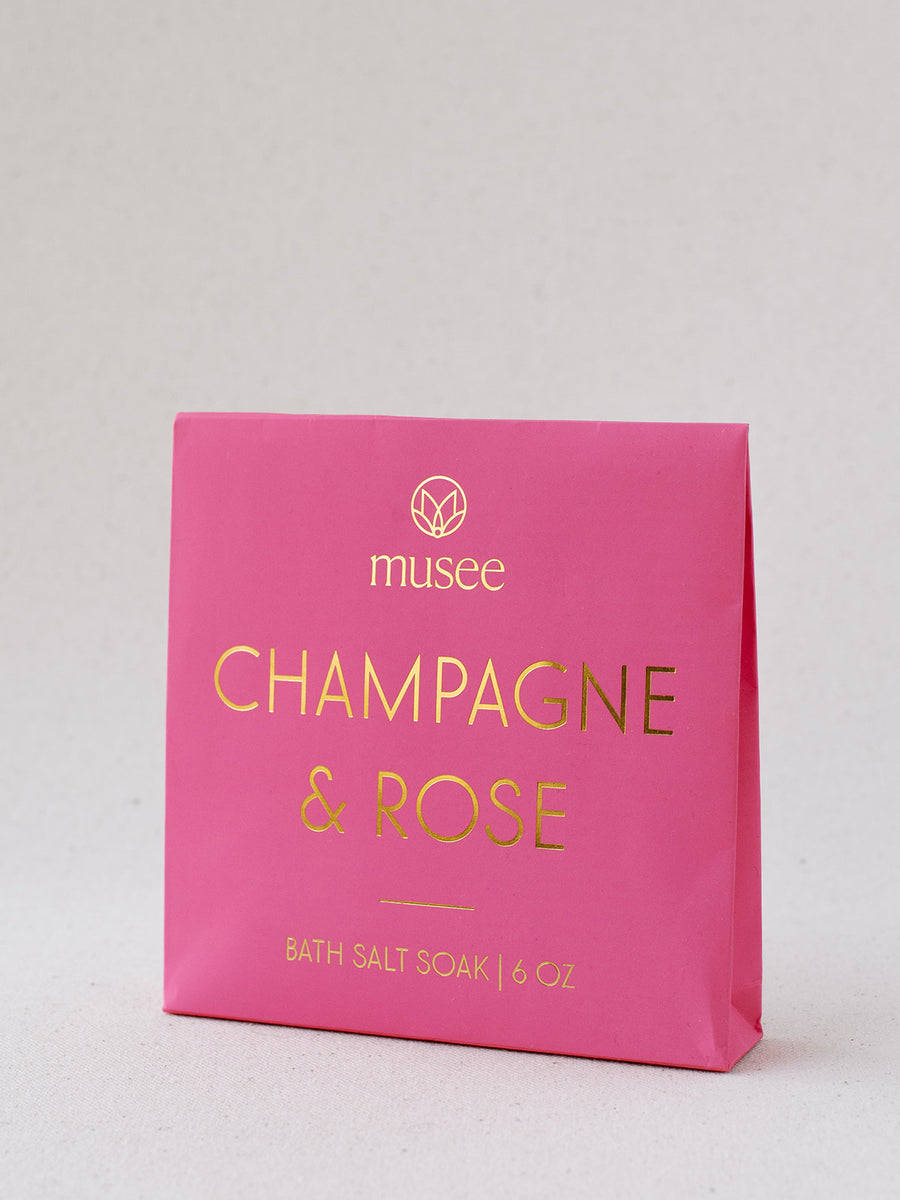 musee
CHAMPAGNE
& ROSE
BATH SALT SOAK | 6 OZ